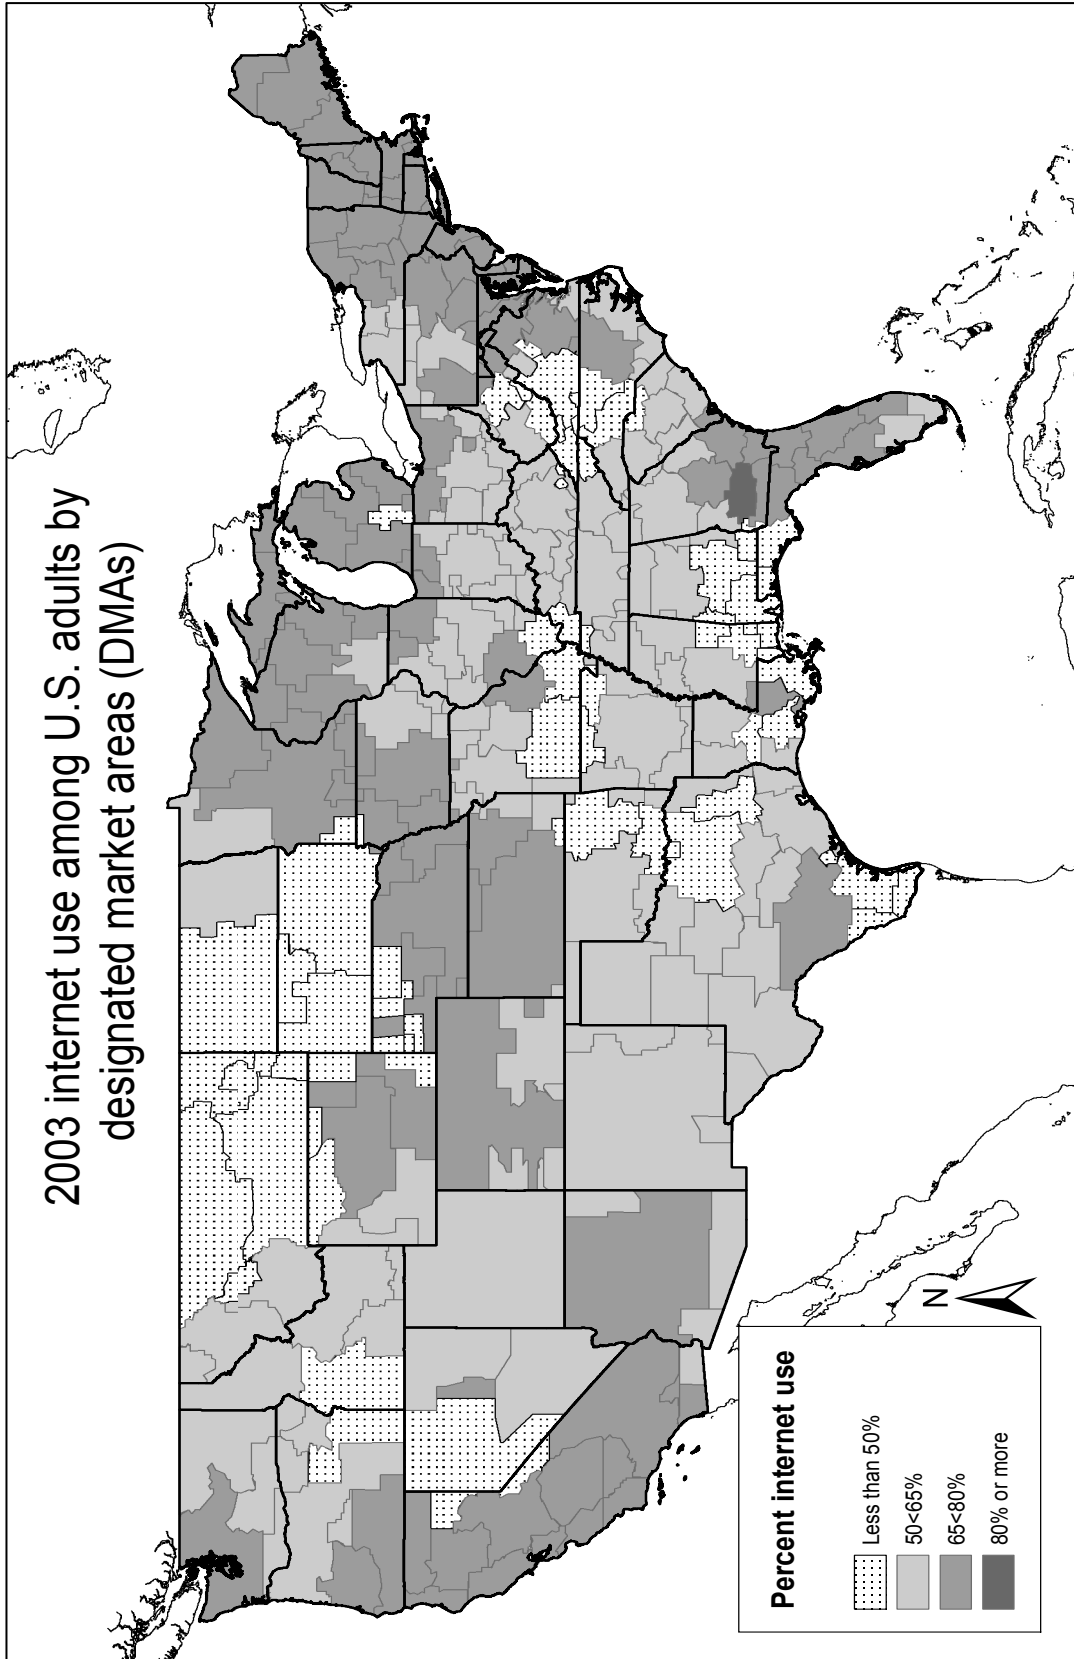 2003 internet use among U.S. adults by
designated market areas (DMAs)
N
Percent internet use
Less than 50%
50<65%
65<80%
80% or more